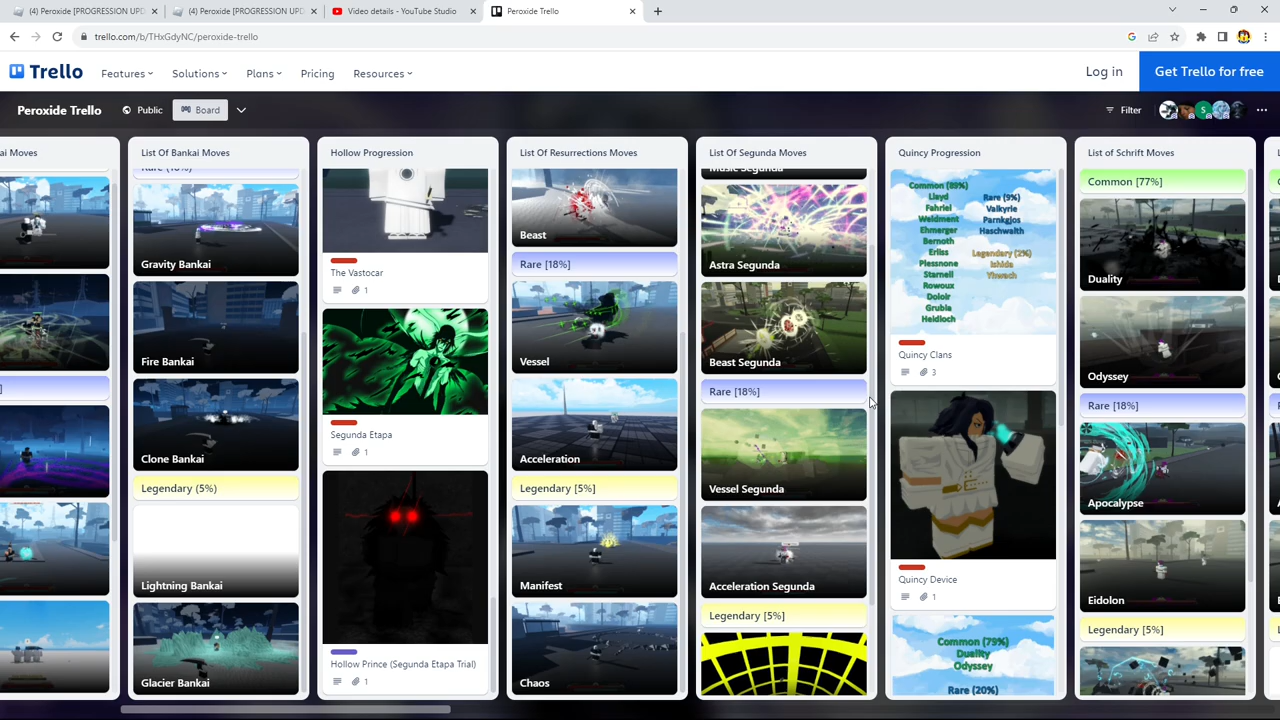 (4) Peroxide [PROGRESSION UPD
(4) Peroxide [PROGRESSION UPD
Video details - YouTube Studio
Peroxide Trello
trello.com/b/THxGdyNC/peroxide-trello
Trello
Features
Solutions
Plans
Pricing
Resources
Log in
Get Trello for free
Peroxide Trello
Public
Board
Filter
S
ai Moves
List Of Bankai Moves
Gravity Bankai
Fire Bankai
Clone Bankai
Legendary (5%)
Lightning Bankai
Glacier Bankai
Hollow Progression
The Vastocar
1
Segunda Etapa
1
Hollow Prince (Segunda Etapa Trial)
1
List Of Resurrections Moves
Beast
Rare [18%]
Vessel
Acceleration
Legendary [5%]
Manifest
Chaos
List Of Segunda Moves
Music Segunda
Astra Segunda
Beast Segunda
Rare [18%]
Vessel Segunda
Acceleration Segunda
Legendary [5%]
Quincy Progression
Common (89%)
Llayd
Fahriel
Weldment
Ehmerger
Bernoth
Erliss
Plessnone
Starnell
Rowoux
Doloir
Grubia
Heidloch
Rare (9%)
Valkyrie
Parnkgjos
Haschwalth
Legendary (2%)
Ishida
Yhwach
Quincy Clans
3
Quincy Device
1
Common (79%)
Duality
Odyssey
Rare (20%)
List of Schrift Moves
Common [77%]
Duality
Odyssey
Rare [18%]
Apocalypse
Eidolon
Legendary [5%]